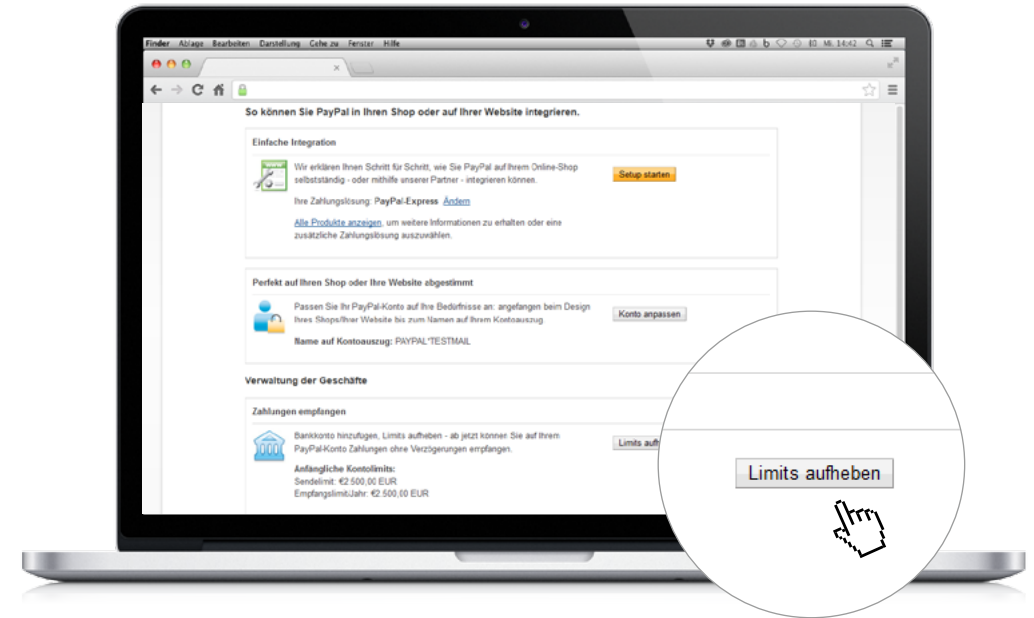 Finder Ablage Bearbeiten Darstellung Gehe zu Fenster Hilfe Mi. 14:42
So können Sie PayPal in Ihren Shop oder auf Ihrer Website integrieren.
Einfache Integration
Wir erklären Ihnen Schritt für Schritt, wie Sie PayPal auf Ihrem Online-Shop
selbstständig - oder mithilfe unserer Partner - integrieren können.
Setup starten
Ihre Zahlungslösung: PayPal-Express Ändern
Alle Produkte anzeigen, um weitere Informationen zu erhalten oder eine
zusätzliche Zahlungslösung auszuwählen.
Perfekt auf Ihren Shop oder Ihre Website abgestimmt
Passen Sie Ihr PayPal-Konto auf Ihre Bedürfnisse an: angefangen beim Design
Ihres Shops/Ihrer Website bis zum Namen auf Ihrem Kontoauszug.
Konto anpassen
Name auf Kontoauszug: PAYPAL*TESTMAIL
Verwaltung der Geschäfte
Zahlungen empfangen
Bankkonto hinzufügen, Limits aufheben - ab jetzt können Sie auf Ihrem
PayPal-Konto Zahlungen ohne Verzögerungen empfangen.
Limits aufh
Anfängliche Kontolimits:
Sendelimit: €2.500,00 EUR
Empfangslimit/Jahr: €2.500,00 EUR
Limits aufheben